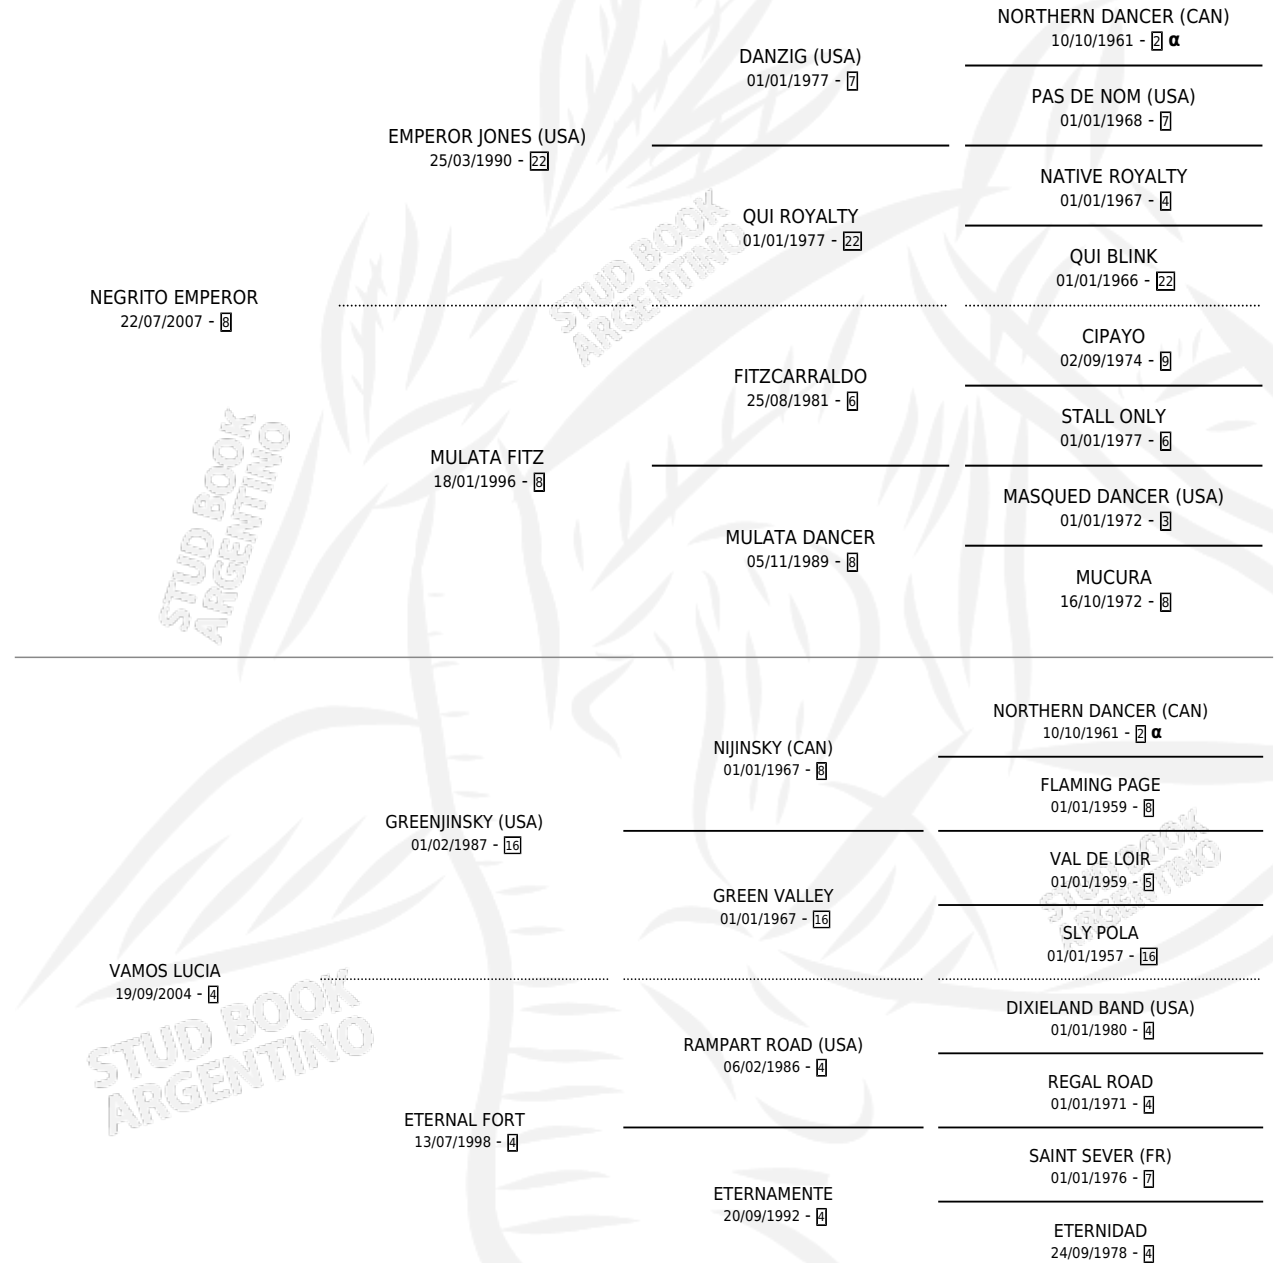 NORTHERN DANCER (CAN)
10/10/1961 - 2 α
DANZIG (USA)
01/01/1977 - 7
PAS DE NOM (USA)
01/01/1968 - 7
EMPEROR JONES (USA)
25/03/1990 - 22
NATIVE ROYALTY
01/01/1967 - 4
QUI ROYALTY
01/01/1977 - 22
QUI BLINK
01/01/1966 - 22
NEGRITO EMPEROR
22/07/2007 - 8
CIPAYO
02/09/1974 - 9
FITZCARRALDO
25/08/1981 - 6
STALL ONLY
01/01/1977 - 6
MULATA FITZ
18/01/1996 - 8
MASQUED DANCER (USA)
01/01/1972 - 3
MULATA DANCER
05/11/1989 - 8
MUCURA
16/10/1972 - 8
NORTHERN DANCER (CAN)
10/10/1961 - 2 α
NIJINSKY (CAN)
01/01/1967 - 8
FLAMING PAGE
01/01/1959 - 8
GREENJINSKY (USA)
01/02/1987 - 16
VAL DE LOIR
01/01/1959 - 5
GREEN VALLEY
01/01/1967 - 16
SLY POLA
01/01/1957 - 16
VAMOS LUCIA
19/09/2004 - 4
DIXIELAND BAND (USA)
01/01/1980 - 4
RAMPART ROAD (USA)
06/02/1986 - 4
REGAL ROAD
01/01/1971 - 4
ETERNAL FORT
13/07/1998 - 4
SAINT SEVER (FR)
01/01/1976 - 7
ETERNAMENTE
20/09/1992 - 4
ETERNIDAD
24/09/1978 - 4
STUD BOOK
ARGENTINO
STUD BOOK
ARGENTINO
STUD BOOK
ARGENTINO
STUD BOOK
ARGENTINO